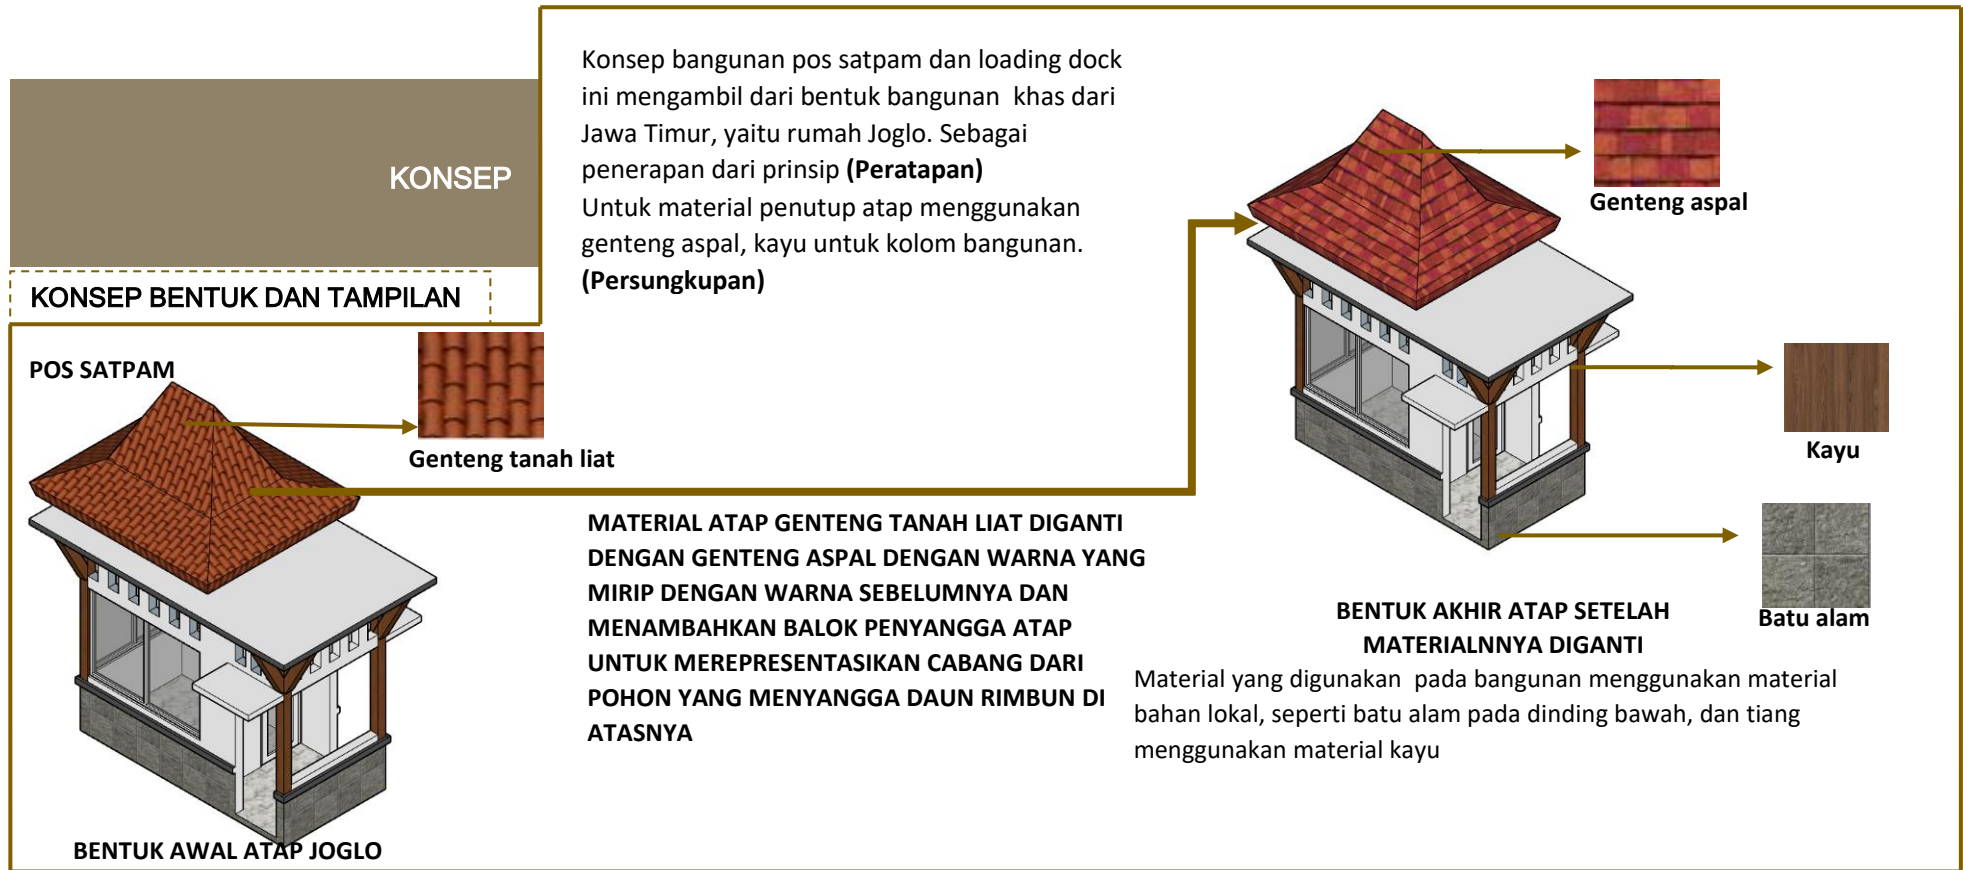 KONSEP
KONSEP BENTUK DAN TAMPILAN
Konsep bangunan pos satpam dan loading dock
ini mengambil dari bentuk bangunan khas dari
Jawa Timur, yaitu rumah Joglo. Sebagai
penerapan dari prinsip (Peratapan)
Untuk material penutup atap menggunakan
genteng aspal, kayu untuk kolom bangunan.
(Persungkupan)
POS SATPAM
Genteng tanah liat
BENTUK AWAL ATAP JOGLO
MATERIAL ATAP GENTENG TANAH LIAT DIGANTI
DENGAN GENTENG ASPAL DENGAN WARNA YANG
MIRIP DENGAN WARNA SEBELUMNYA DAN
MENAMBAHKAN BALOK PENYANGGA ATAP
UNTUK MEREPRESENTASIKAN CABANG DARI
POHON YANG MENYANGGA DAUN RIMBUN DI
ATASNYA
Genteng aspal
Kayu
Batu alam
BENTUK AKHIR ATAP SETELAH
MATERIALNNYA DIGANTI
Material yang digunakan pada bangunan menggunakan material
bahan lokal, seperti batu alam pada dinding bawah, dan tiang
menggunakan material kayu